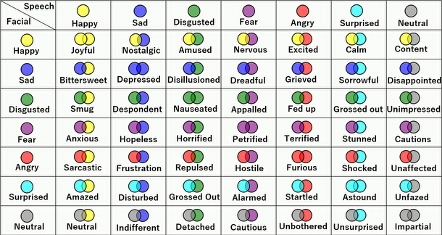 Speech
Facial
Happy Sad Disgusted Fear Angry Surprised Neutral
Happy Joyful Nostalgic Amused Nervous Excited Calm Content
Sad Bittersweet Depressed Disillusioned Dreadful Grieved Sorrowful Disappointed
Disgusted Smug Despondent Nauseated Appalled Fed up Grossed out Unimpressed
Fear Anxious Hopeless Horrified Petrified Terrified Stunned Cautions
Angry Sarcastic Frustration Repulsed Hostile Furious Shocked Unaffected
Surprised Amazed Disturbed Grossed Out Alarmed Startled Astound Unfazed
Neutral Neutral Indifferent Detached Cautious Unbothered Unsurprised Impartial